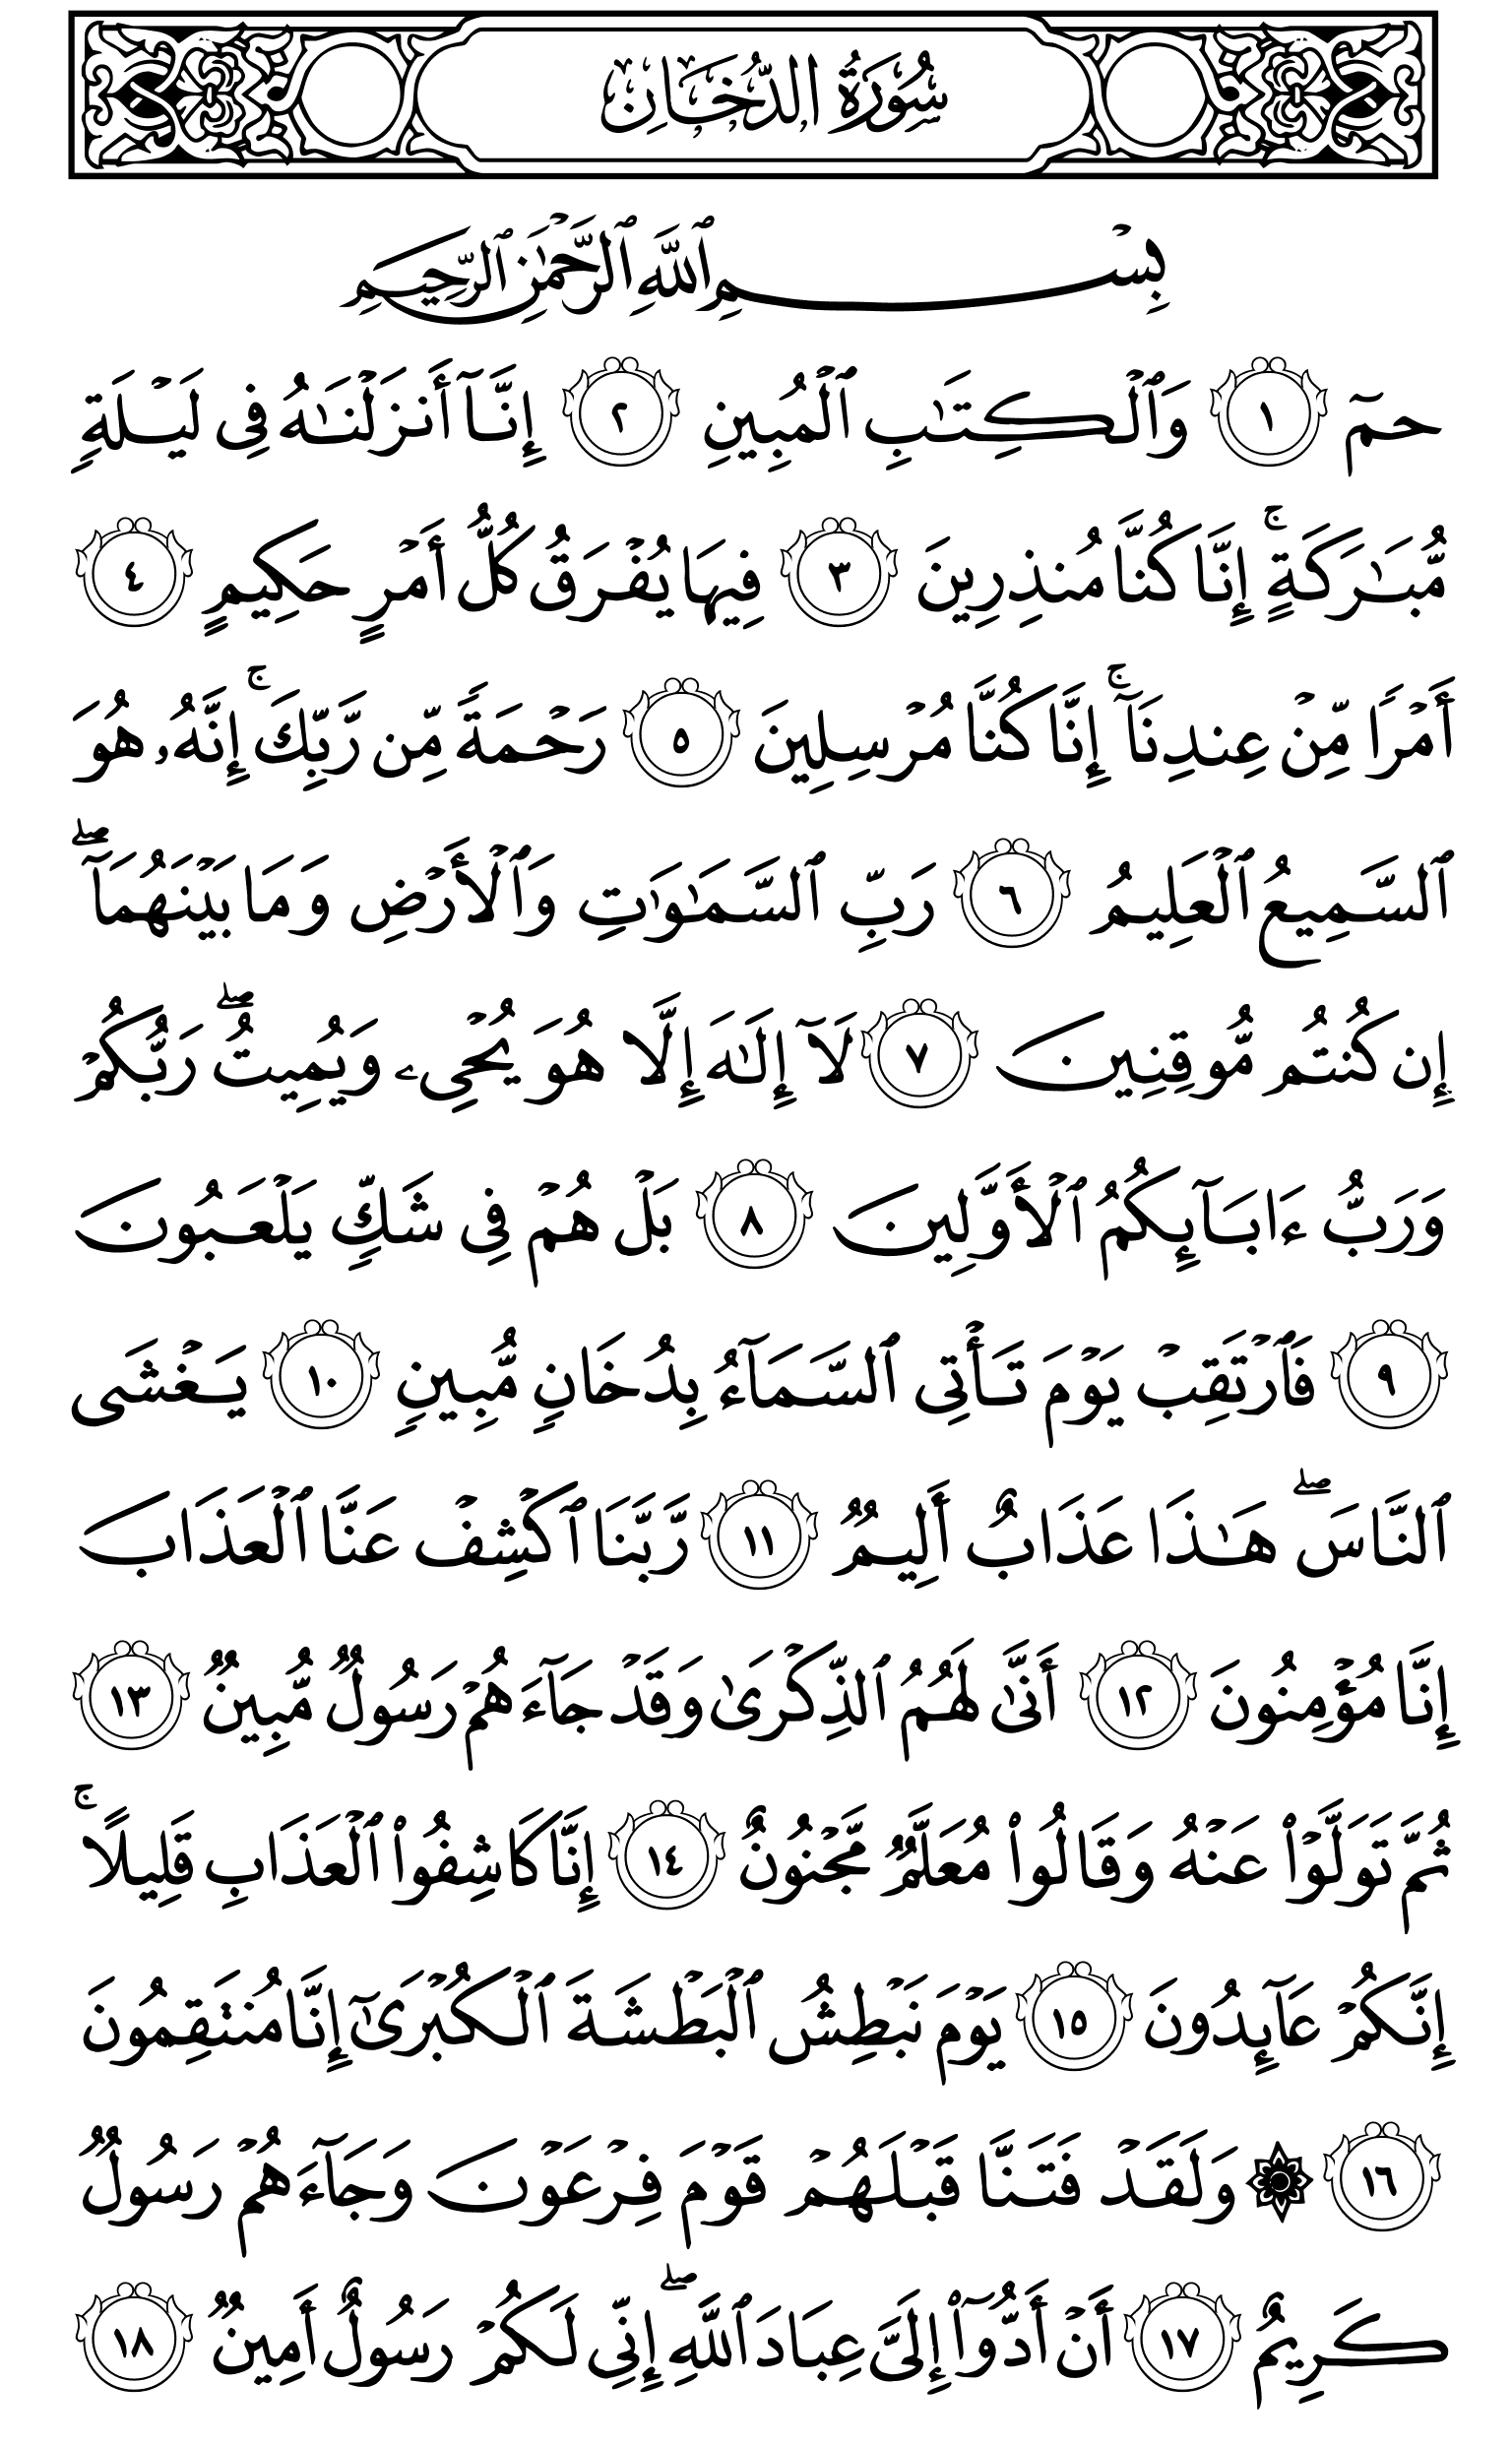 سُورَةُ الدُّخَانِ
بِسْمِ ٱللَّهِ ٱلرَّحْمَٰنِ ٱلرَّحِيمِ
حمٓ ١ وَٱلْكِتَٰبِ ٱلْمُبِينِ ٢ إِنَّآ أَنزَلْنَٰهُ فِى لَيْلَةٍ
مُّبَٰرَكَةٍ ۚ إِنَّا كُنَّا مُنذِرِينَ ٣ فِيهَا يُفْرَقُ كُلُّ أَمْرٍ حَكِيمٍ ٤
أَمْرًا مِّنْ عِندِنَآ ۚ إِنَّا كُنَّا مُرْسِلِينَ ٥ رَحْمَةً مِّن رَّبِّكَ ۚ إِنَّهُۥ هُوَ
ٱلسَّمِيعُ ٱلْعَلِيمُ ٦ رَبِّ ٱلسَّمَٰوَٰتِ وَٱلْأَرْضِ وَمَا بَيْنَهُمَآ ۖ
إِن كُنتُم مُّوقِنِينَ ٧ لَآ إِلَٰهَ إِلَّا هُوَ يُحْىِۦ وَيُمِيتُ ۖ رَبُّكُمْ
وَرَبُّ ءَابَآئِكُمُ ٱلْأَوَّلِينَ ٨ بَلْ هُمْ فِى شَكٍّ يَلْعَبُونَ
٩ فَٱرْتَقِبْ يَوْمَ تَأْتِى ٱلسَّمَآءُ بِدُخَانٍ مُّبِينٍ ١٠ يَغْشَى
ٱلنَّاسَ ۖ هَٰذَا عَذَابٌ أَلِيمٌ ١١ رَّبَّنَا ٱكْشِفْ عَنَّا ٱلْعَذَابَ
إِنَّا مُؤْمِنُونَ ١٢ أَنَّىٰ لَهُمُ ٱلذِّكْرَىٰ وَقَدْ جَآءَهُمْ رَسُولٌ مُّبِينٌ ١٣
ثُمَّ تَوَلَّوْا۟ عَنْهُ وَقَالُوا۟ مُعَلَّمٌ مَّجْنُونٌ ١٤ إِنَّا كَاشِفُوا۟ ٱلْعَذَابِ قَلِيلًا ۚ
إِنَّكُمْ عَآئِدُونَ ١٥ يَوْمَ نَبْطِشُ ٱلْبَطْشَةَ ٱلْكُبْرَىٰٓ إِنَّا مُنتَقِمُونَ
١٦ ۞ وَلَقَدْ فَتَنَّا قَبْلَهُمْ قَوْمَ فِرْعَوْنَ وَجَآءَهُمْ رَسُولٌ
كَرِيمٌ ١٧ أَنْ أَدُّوٓا۟ إِلَىَّ عِبَادَ ٱللَّهِ ۖ إِنِّى لَكُمْ رَسُولٌ أَمِينٌ ١٨